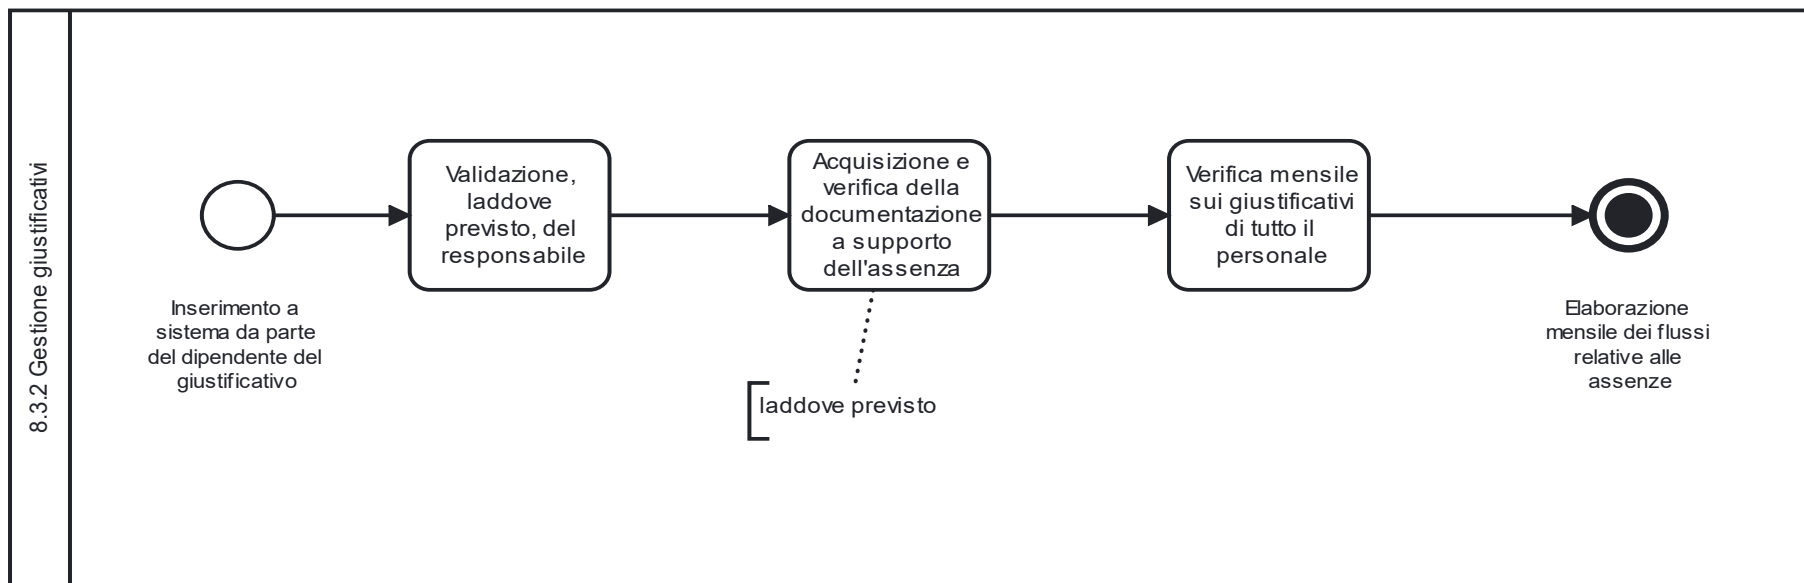 8.3.2 Gestione giustificativi
Inserimento a
sistema da parte
del dipendente del
giustificativo
Validazione,
laddove
previsto, del
responsabile
Acquisizione e
verifica della
documentazione
a supporto
dell'assenza
laddove previsto
Verifica mensile
sui giustificativi
di tutto il
personale
Elaborazione
mensile dei flussi
relative alle
assenze